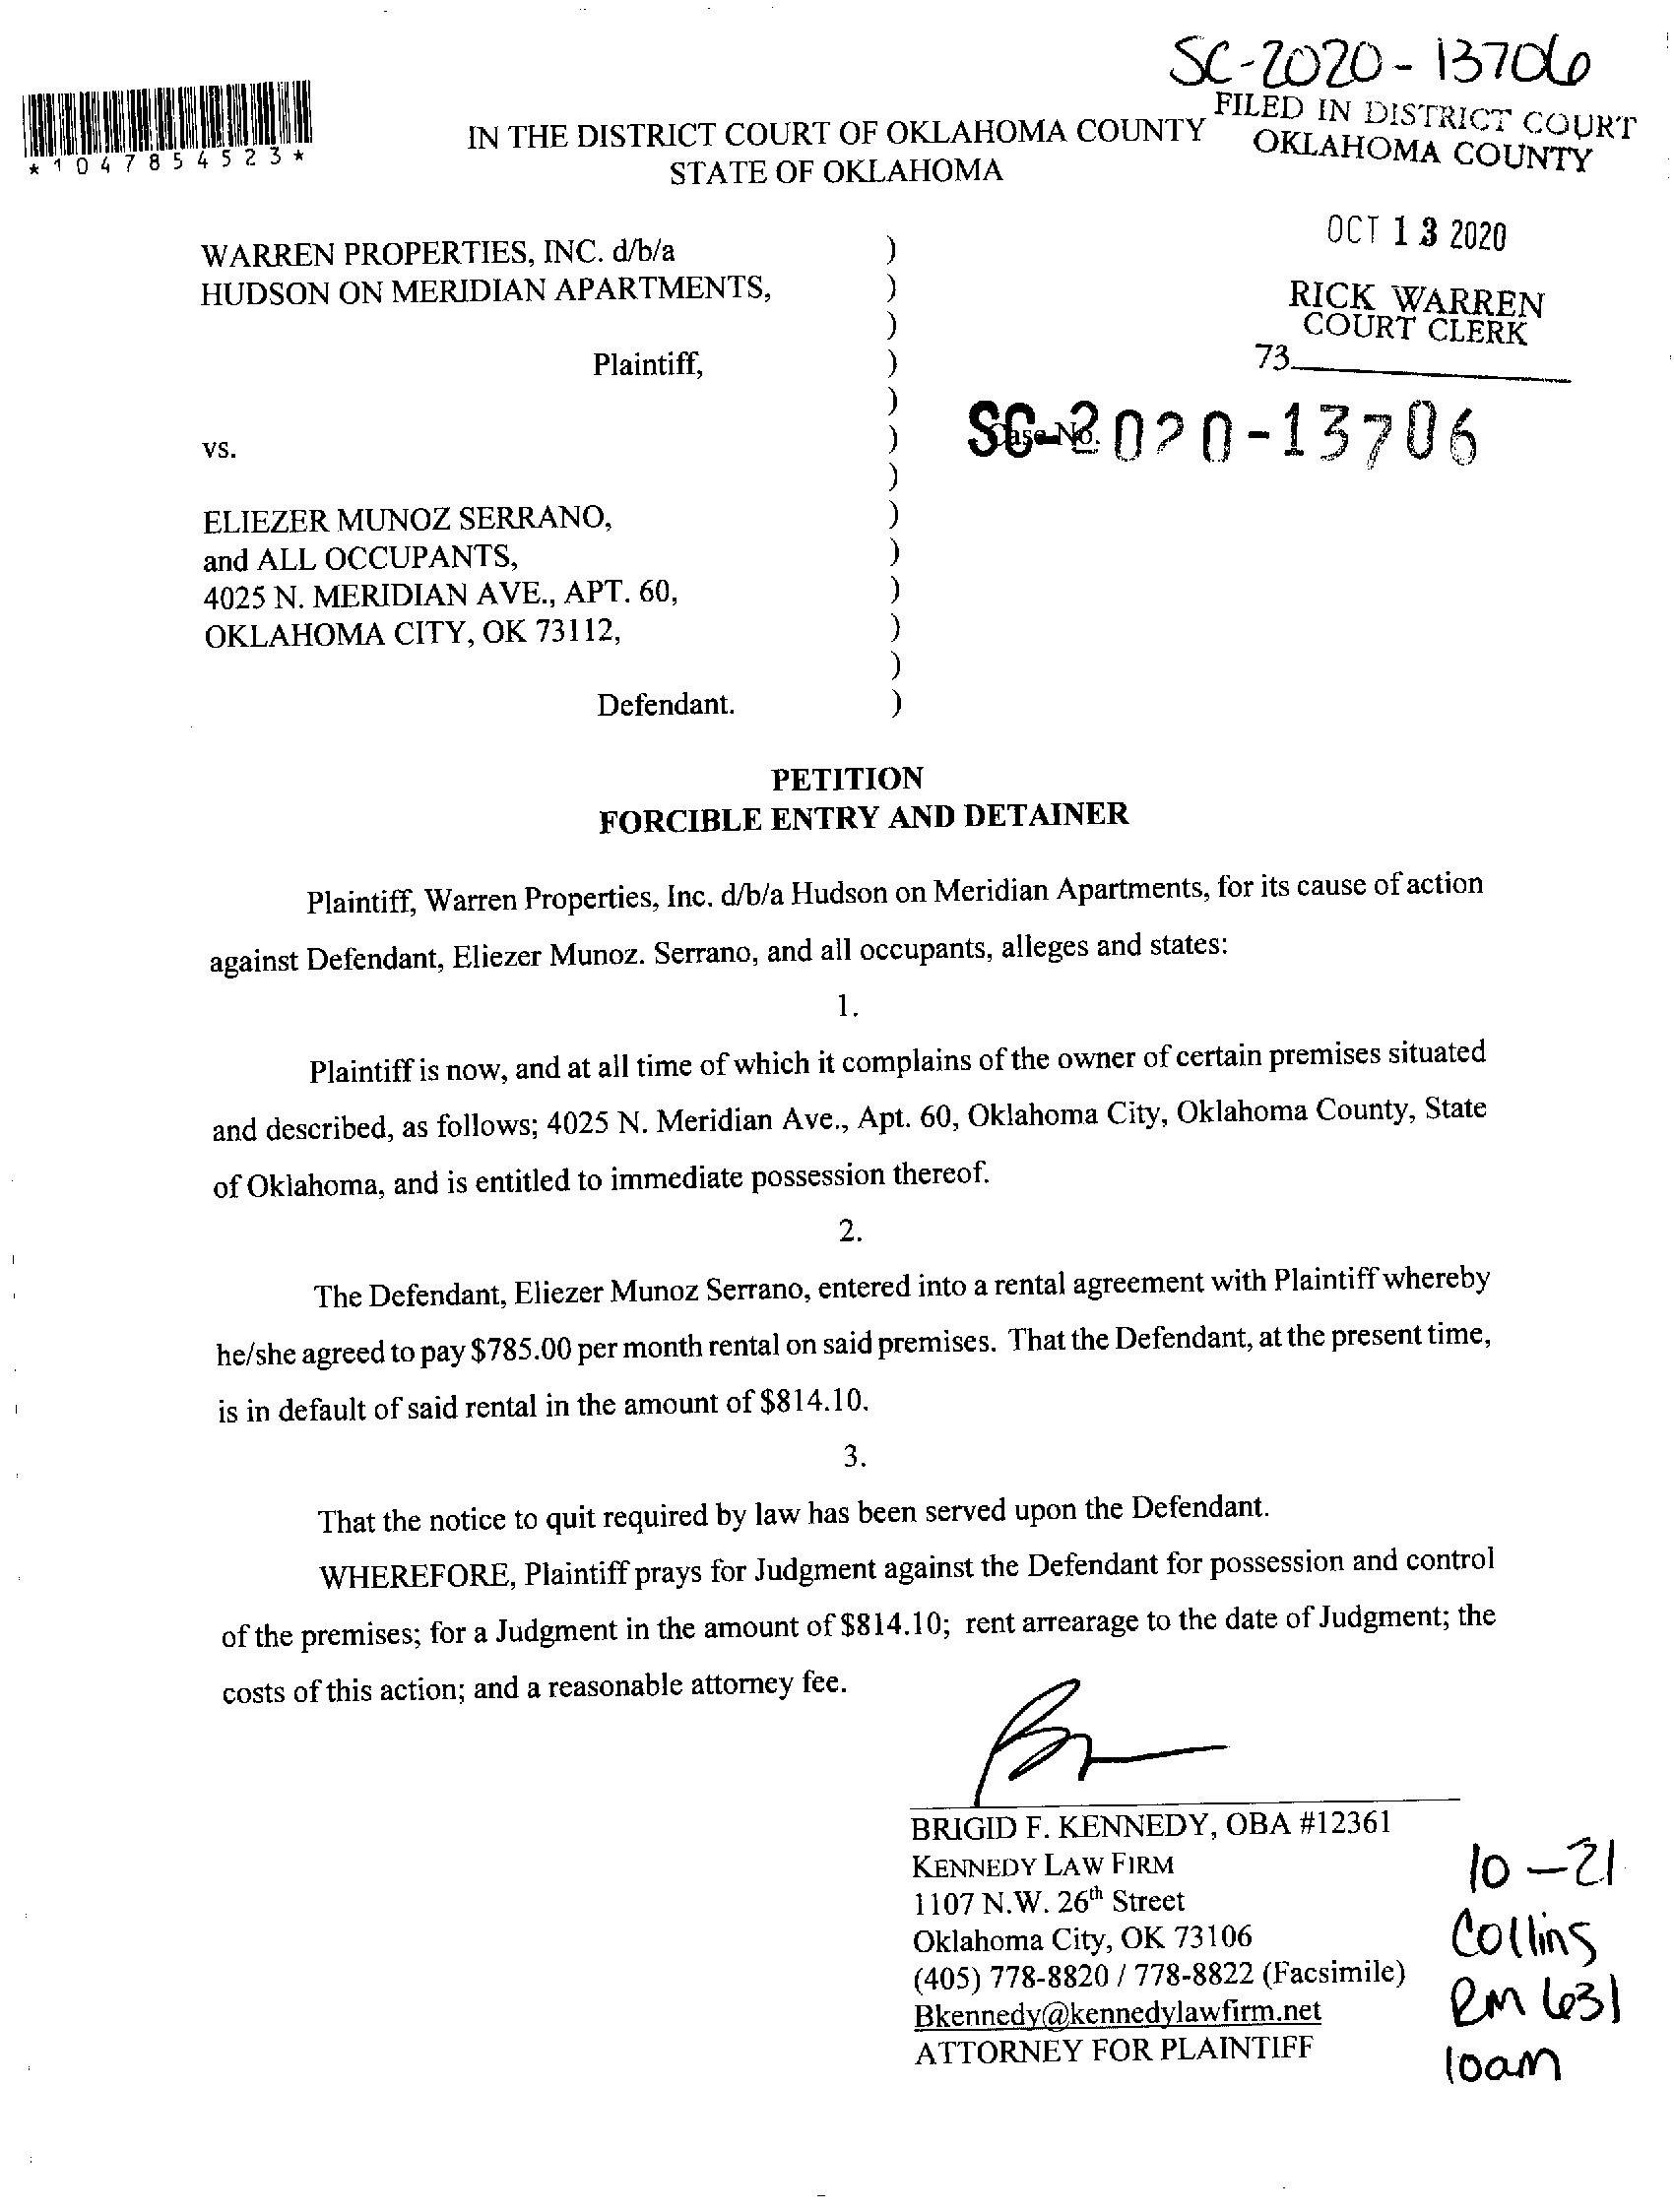 SC-2020-13706
FILED IN DISTRICT COURT
OKLAHOMA COUNTY
*1047854523*
IN THE DISTRICT COURT OF OKLAHOMA COUNTY
STATE OF OKLAHOMA
OCT 13 2020
RICK WARREN
COURT CLERK
73
WARREN PROPERTIES, INC. d/b/a )
HUDSON ON MERIDIAN APARTMENTS, )
)
Plaintiff, )
)
vs. ) Case No. SC-2020-13706
)
ELIEZER MUNOZ SERRANO, )
and ALL OCCUPANTS, )
4025 N. MERIDIAN AVE., APT. 60, )
OKLAHOMA CITY, OK 73112, )
)
Defendant. )
PETITION
FORCIBLE ENTRY AND DETAINER
Plaintiff, Warren Properties, Inc. d/b/a Hudson on Meridian Apartments, for its cause of action
against Defendant, Eliezer Munoz. Serrano, and all occupants, alleges and states:
1.
Plaintiff is now, and at all time of which it complains of the owner of certain premises situated
and described, as follows; 4025 N. Meridian Ave., Apt. 60, Oklahoma City, Oklahoma County, State
of Oklahoma, and is entitled to immediate possession thereof.
2.
The Defendant, Eliezer Munoz Serrano, entered into a rental agreement with Plaintiff whereby
he/she agreed to pay $785.00 per month rental on said premises. That the Defendant, at the present time,
is in default of said rental in the amount of $814.10.
3.
That the notice to quit required by law has been served upon the Defendant.
WHEREFORE, Plaintiff prays for Judgment against the Defendant for possession and control
of the premises; for a Judgment in the amount of $814.10; rent arrearage to the date of Judgment; the
costs of this action; and a reasonable attorney fee.
BRIGID F. KENNEDY, OBA #12361
KENNEDY LAW FIRM
1107 N.W. 26th Street
Oklahoma City, OK 73106
(405) 778-8820 / 778-8822 (Facsimile)
Bkennedy@kennedylawfirm.net
ATTORNEY FOR PLAINTIFF
10-21
Collins
RM 631
10am